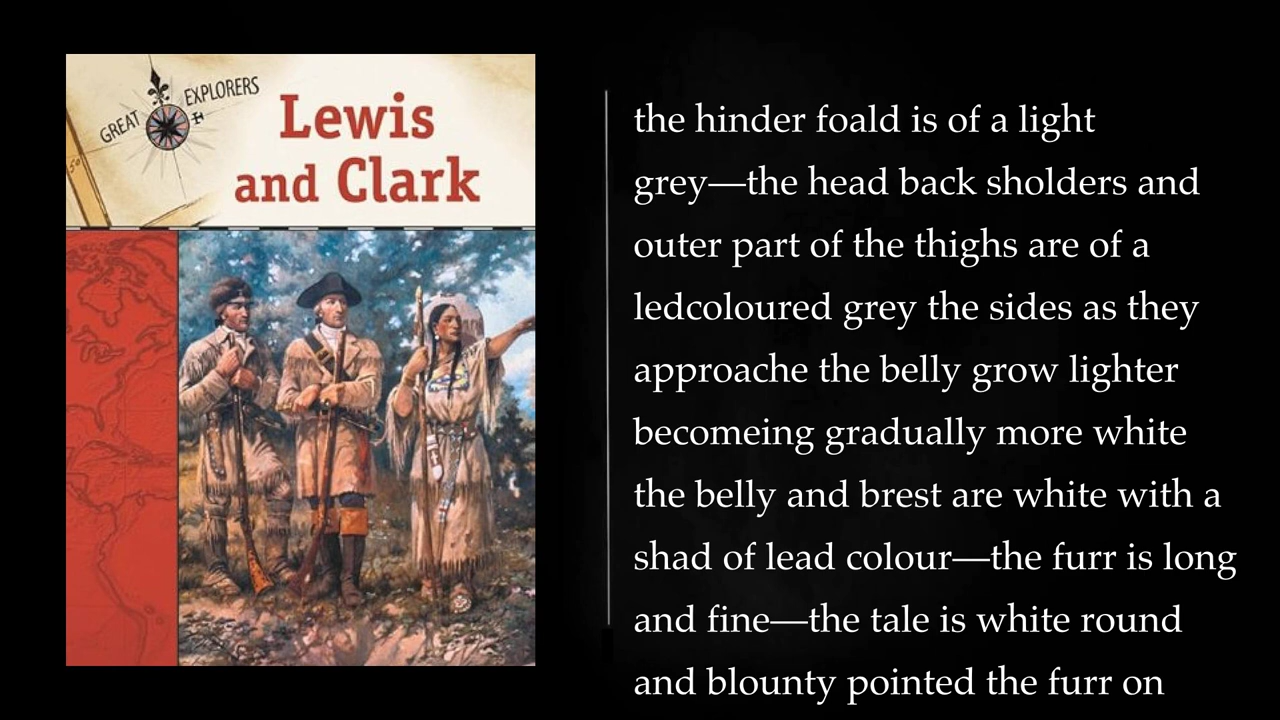 GREAT EXPLORERS
Lewis
and Clark
the hinder foald is of a light
grey—the head back sholders and
outer part of the thighs are of a
ledcoloured grey the sides as they
approache the belly grow lighter
becomeing gradually more white
the belly and brest are white with a
shad of lead colour—the furr is long
and fine—the tale is white round
and blounty pointed the furr on